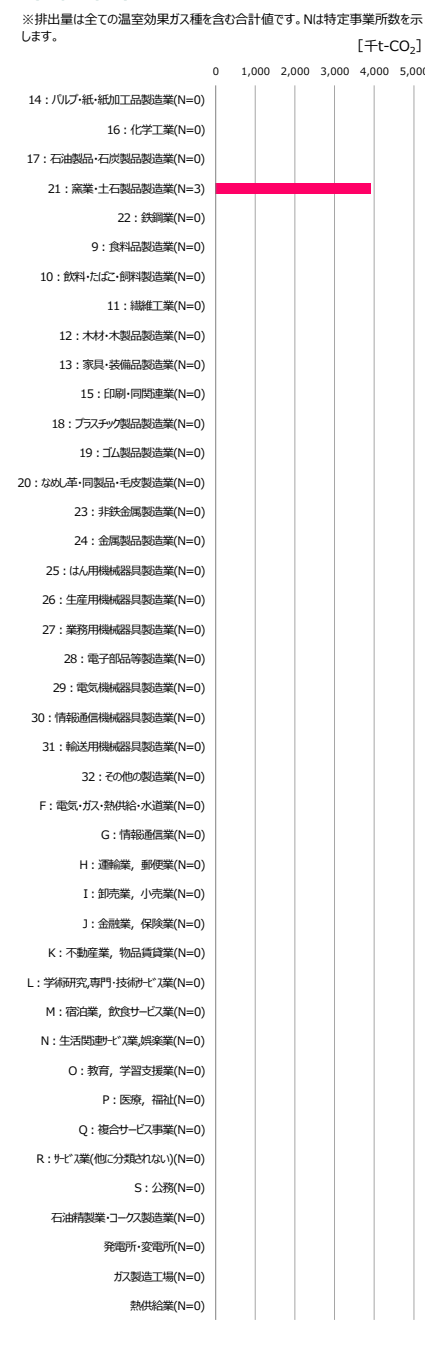 ※排出量は全ての温室効果ガス種を含む合計値です。Nは特定事業所数を示
します。
[千t-CO₂]
0 1,000 2,000 3,000 4,000 5,000
14：パルプ・紙・紙加工品製造業(N=0)
16：化学工業(N=0)
17：石油製品・石炭製品製造業(N=0)
21：窯業・土石製品製造業(N=3)
22：鉄鋼業(N=0)
9：食料品製造業(N=0)
10：飲料・たばこ・飼料製造業(N=0)
11：繊維工業(N=0)
12：木材・木製品製造業(N=0)
13：家具・装備品製造業(N=0)
15：印刷・同関連業(N=0)
18：プラスチック製品製造業(N=0)
19：ゴム製品製造業(N=0)
20：なめし革・同製品・毛皮製造業(N=0)
23：非鉄金属製造業(N=0)
24：金属製品製造業(N=0)
25：はん用機械器具製造業(N=0)
26：生産用機械器具製造業(N=0)
27：業務用機械器具製造業(N=0)
28：電子部品等製造業(N=0)
29：電気機械器具製造業(N=0)
30：情報通信機械器具製造業(N=0)
31：輸送用機械器具製造業(N=0)
32：その他の製造業(N=0)
F：電気・ガス・熱供給・水道業(N=0)
G：情報通信業(N=0)
H：運輸業，郵便業(N=0)
I：卸売業，小売業(N=0)
J：金融業，保険業(N=0)
K：不動産業，物品賃貸業(N=0)
L：学術研究,専門・技術ｻｰﾋﾞｽ業(N=0)
M：宿泊業，飲食サービス業(N=0)
N：生活関連ｻｰﾋﾞｽ業,娯楽業(N=0)
O：教育，学習支援業(N=0)
P：医療，福祉(N=0)
Q：複合サービス事業(N=0)
R：ｻｰﾋﾞｽ業(他に分類されない)(N=0)
S：公務(N=0)
石油精製業・コークス製造業(N=0)
発電所・変電所(N=0)
ガス製造工場(N=0)
熱供給業(N=0)